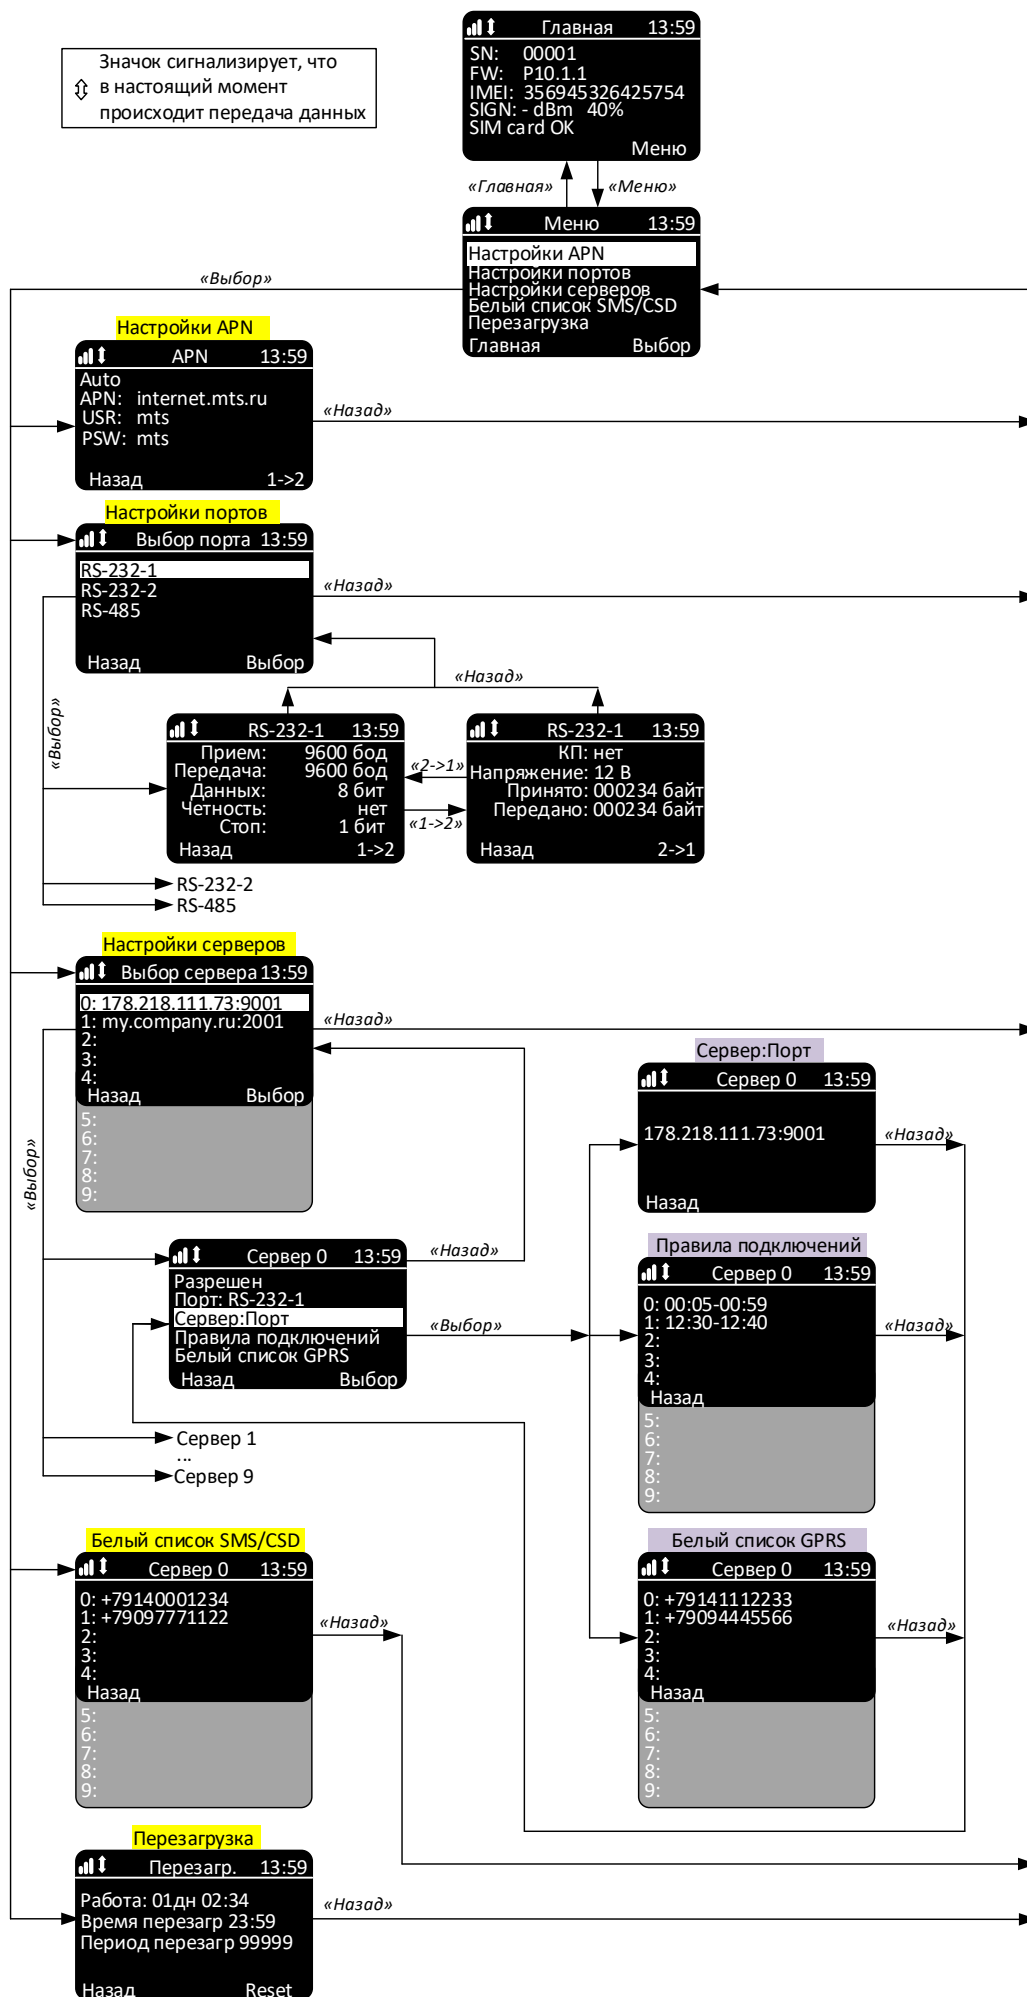 Главная 13:59
SN: 00001
FW: P10.1.1
IMEI: 356945326425754
SIGN: - dBm 40%
SIM card OK
Меню
Значок сигнализирует, что
в настоящий момент
происходит передача данных
«Главная»
«Меню»
Меню 13:59
Настройки APN
Настройки портов
Настройки серверов
Белый список SMS/CSD
Перезагрузка
Главная Выбор
«Выбор»
Настройки APN
APN 13:59
Auto
APN: internet.mts.ru
USR: mts
PSW: mts
Назад 1->2
«Назад»
Настройки портов
Выбор порта 13:59
RS-232-1
RS-232-2
RS-485
Назад Выбор
«Назад»
«Назад»
«Выбор»
RS-232-1 13:59
Прием: 9600 бод
Передача: 9600 бод
Данных: 8 бит
Четность: нет
Стоп: 1 бит
Назад 1->2
«2->1»
«1->2»
RS-232-1 13:59
КП: нет
Напряжение: 12 В
Принято: 000234 байт
Передано: 000234 байт
Назад 2->1
RS-232-2
RS-485
Настройки серверов
Выбор сервера 13:59
0: 178.218.111.73:9001
1: my.company.ru:2001
2:
3:
4:
Назад Выбор
5:
6:
7:
8:
9:
«Назад»
«Выбор»
Сервер:Порт
Сервер 0 13:59
178.218.111.73:9001
Назад
«Назад»
Сервер 0 13:59
Разрешен
Порт: RS-232-1
Сервер:Порт
Правила подключений
Белый список GPRS
Назад Выбор
«Назад»
«Выбор»
Правила подключений
Сервер 0 13:59
0: 00:05-00:59
1: 12:30-12:40
2:
3:
4:
Назад
5:
6:
7:
8:
9:
«Назад»
Сервер 1
...
Сервер 9
Белый список SMS/CSD
Сервер 0 13:59
0: +79140001234
1: +79097771122
2:
3:
4:
Назад
5:
6:
7:
8:
9:
«Назад»
Белый список GPRS
Сервер 0 13:59
0: +79141112233
1: +79094445566
2:
3:
4:
Назад
5:
6:
7:
8:
9:
«Назад»
Перезагрузка
Перезагр. 13:59
Работа: 01дн 02:34
Время перезагр 23:59
Период перезагр 99999
Назад Reset
«Назад»